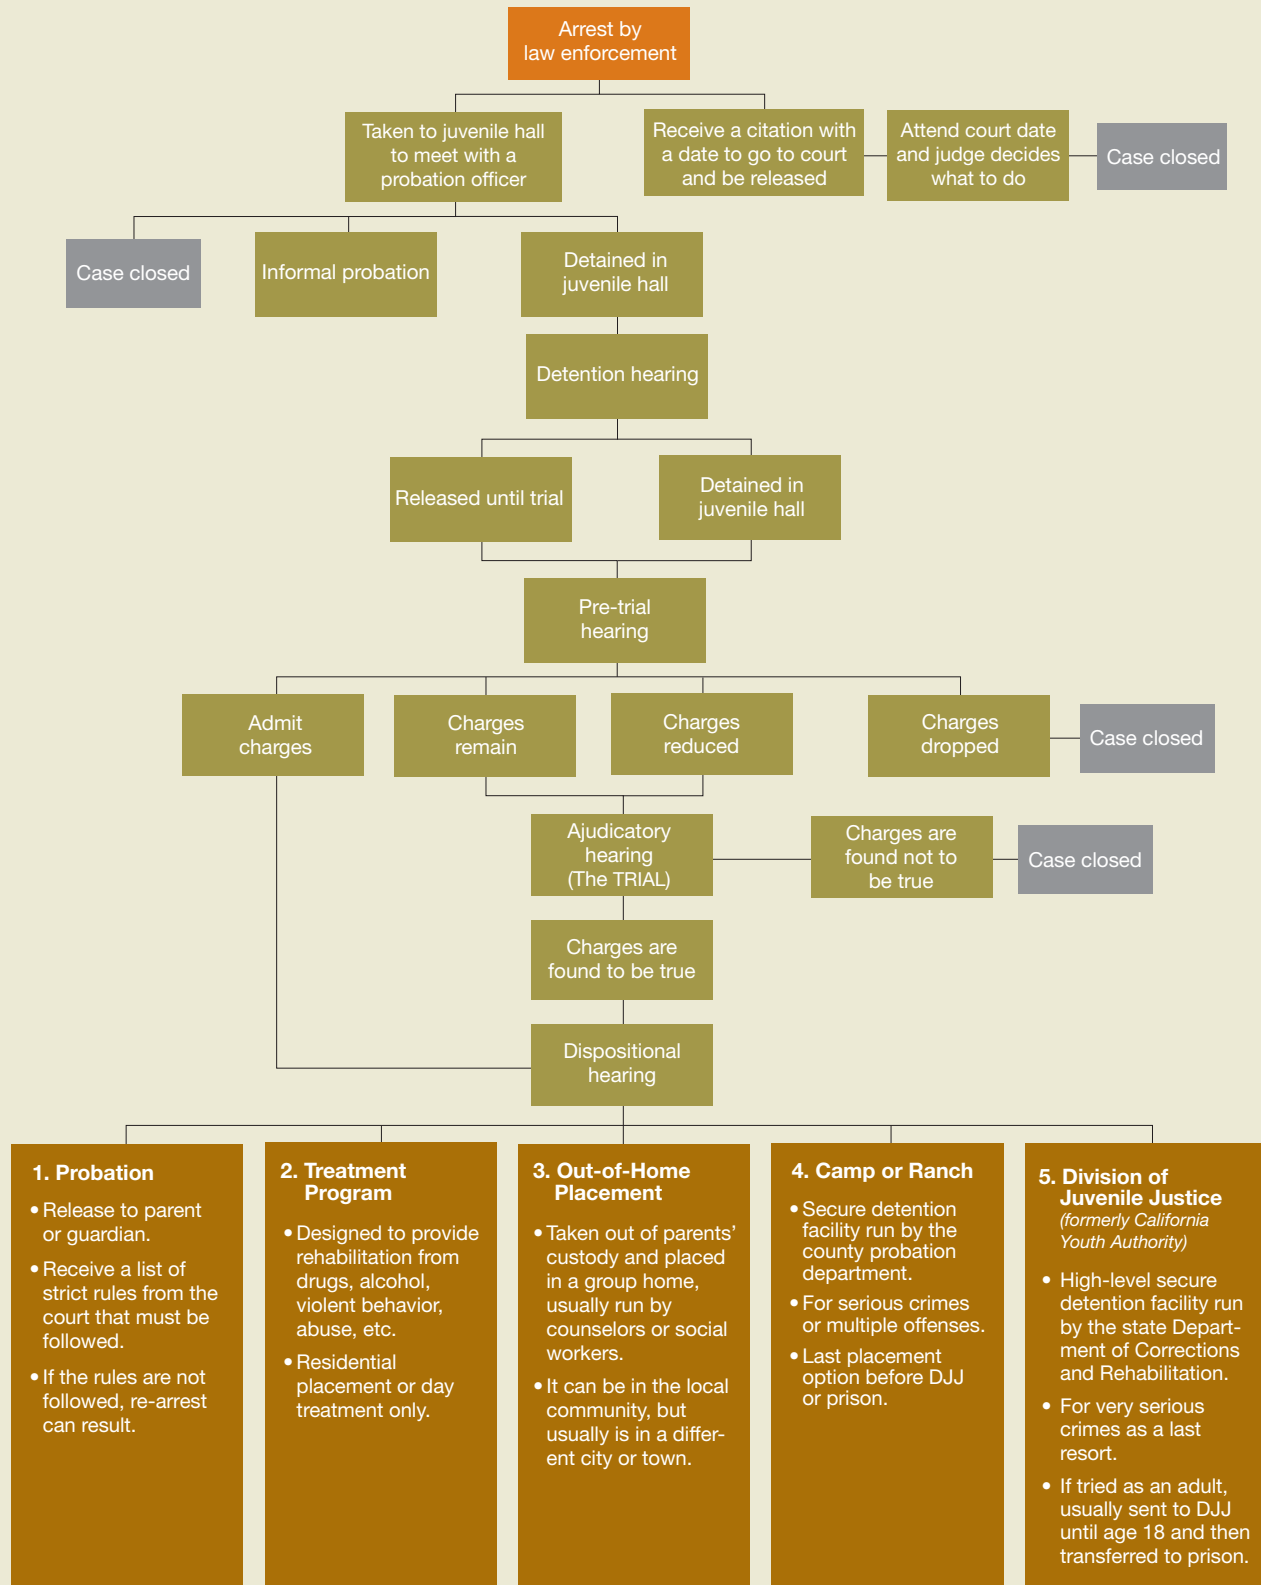 Arrest by
law enforcement
Taken to juvenile hall
to meet with a
probation officer
Receive a citation with
a date to go to court
and be released
Attend court date
and judge decides
what to do
Case closed
Case closed
Informal probation
Detained in
juvenile hall
Detention hearing
Released until trial
Detained in
juvenile hall
Pre-trial
hearing
Admit
charges
Charges
remain
Charges
reduced
Charges
dropped
Case closed
Ajudicatory
hearing
(The TRIAL)
Charges are
found not to
be true
Case closed
Charges are
found to be true
Dispositional
hearing
1. Probation
• Release to parent
or guardian.
• Receive a list of
strict rules from the
court that must be
followed.
• If the rules are not
followed, re-arrest
can result.
2. Treatment
Program
• Designed to provide
rehabilitation from
drugs, alcohol,
violent behavior,
abuse, etc.
• Residential
placement or day
treatment only.
3. Out-of-Home
Placement
• Taken out of parents’
custody and placed
in a group home,
usually run by
counselors or social
workers.
• It can be in the local
community, but
usually is in a differ-
ent city or town.
4. Camp or Ranch
• Secure detention
facility run by the
county probation
department.
• For serious crimes
or multiple offenses.
• Last placement
option before DJJ
or prison.
5. Division of
Juvenile Justice
(formerly California
Youth Authority)
• High-level secure
detention facility run
by the state Depart-
ment of Corrections
and Rehabilitation.
• For very serious
crimes as a last
resort.
• If tried as an adult,
usually sent to DJJ
until age 18 and then
transferred to prison.